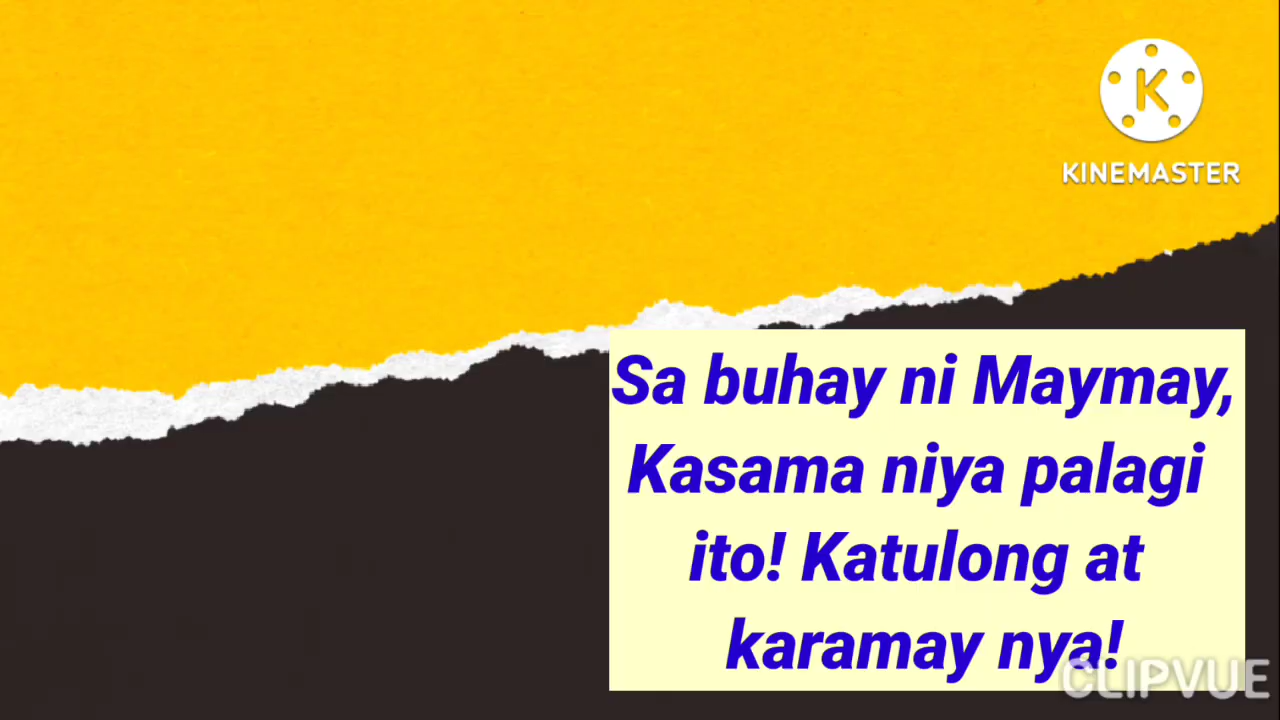 K
KINEMASTER
Sa buhay ni Maymay,
Kasama niya palagi
ito! Katulong at
karamay nya!
CLIPVUE